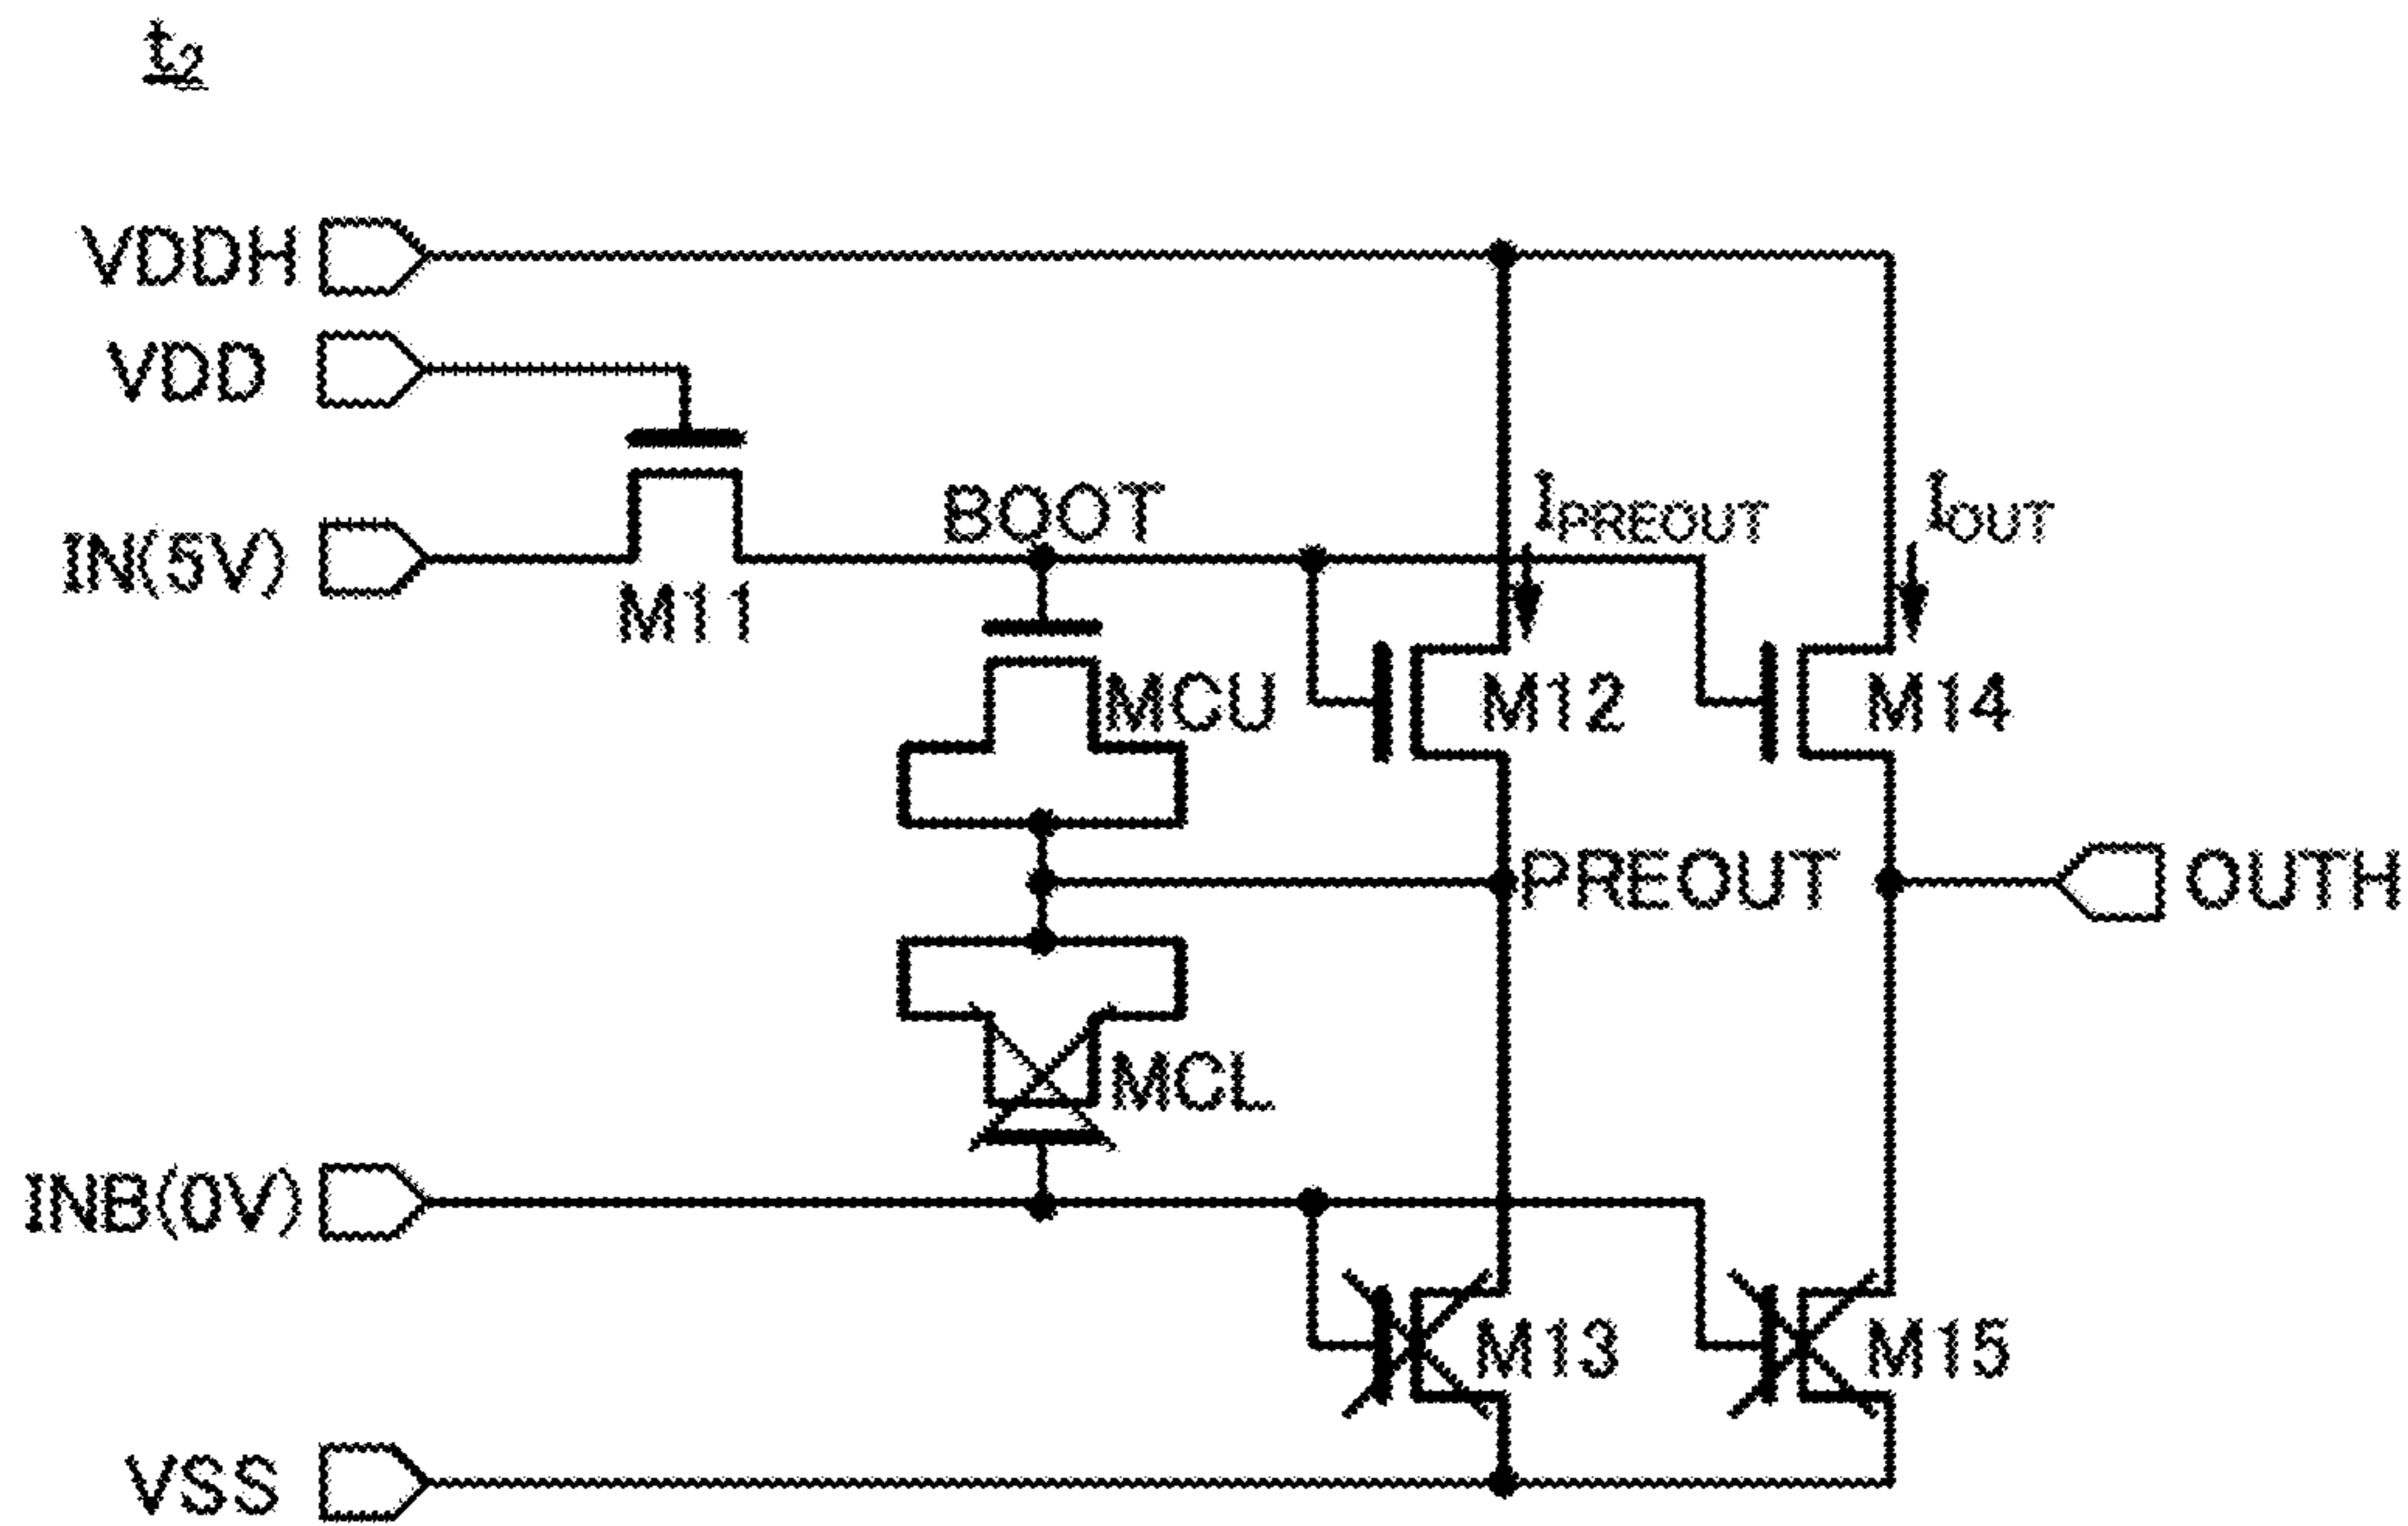 t2
VDDH
VDD
BOOT
IPREOUT
IOUT
IN(5V)
M11
MCU
M12
M14
PREOUT
OUTH
MCL
INB(0V)
M13
M15
VSS